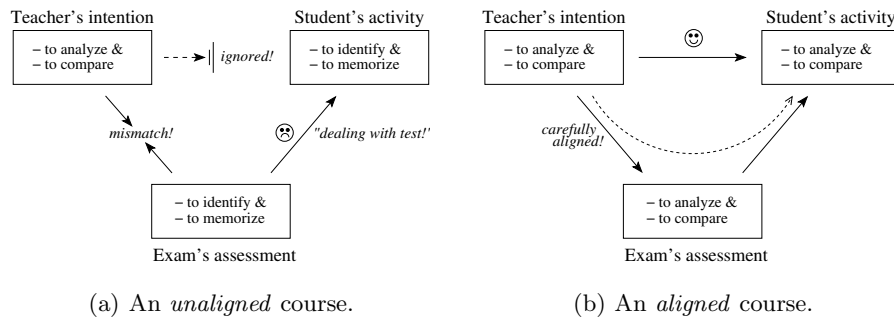 Teacher's intention
– to analyze &
– to compare
ignored!
Student's activity
– to identify &
– to memorize
mismatch!
"dealing with test!'
– to identify &
– to memorize
Exam's assessment
(a) An unaligned course.
Teacher's intention
– to analyze &
– to compare
Student's activity
– to analyze &
– to compare
carefully
aligned!
– to analyze &
– to compare
Exam's assessment
(b) An aligned course.